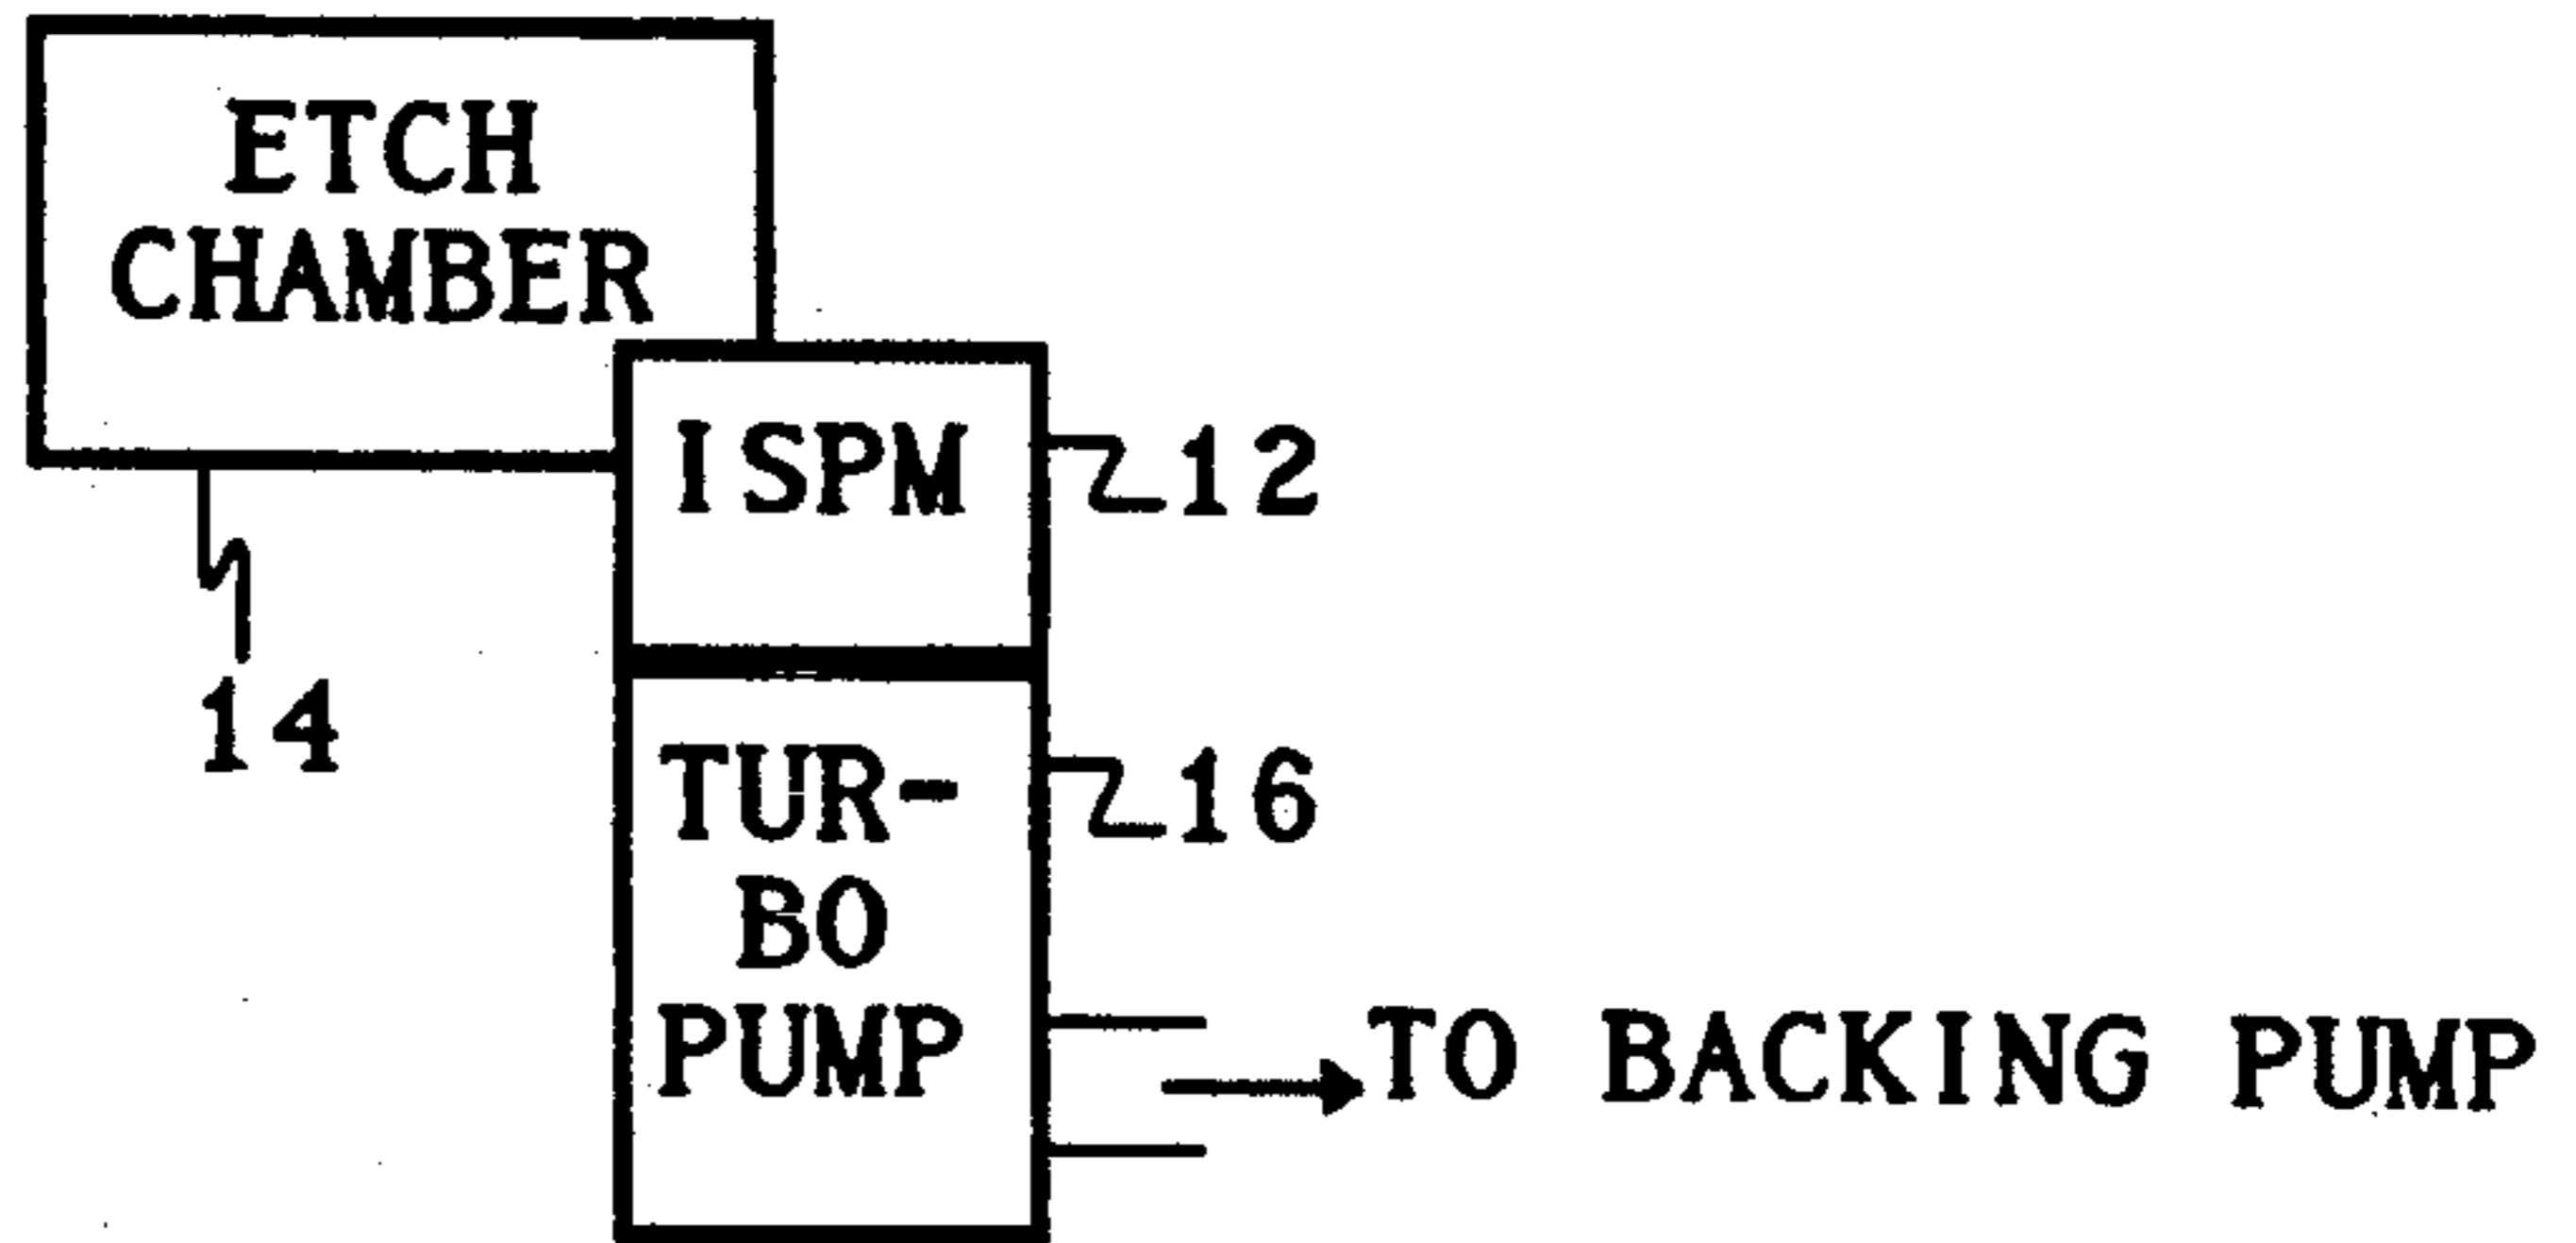 ETCH
CHAMBER
ISPM
12
14
TUR-
BO
PUMP
16
TO BACKING PUMP